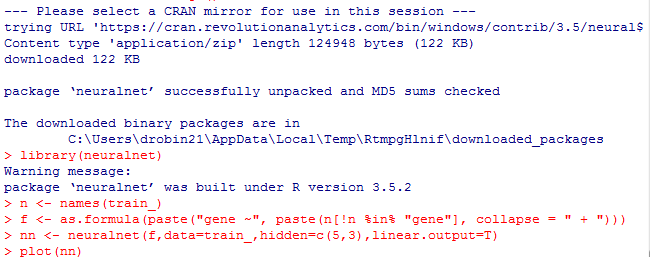 --- Please select a CRAN mirror for use in this session ---
trying URL 'https://cran.revolutionanalytics.com/bin/windows/contrib/3.5/neural$
Content type 'application/zip' length 124948 bytes (122 KB)
downloaded 122 KB
package ‘neuralnet’ successfully unpacked and MD5 sums checked
The downloaded binary packages are in
C:\Users\drobin21\AppData\Local\Temp\RtmpgHlnif\downloaded_packages
> library(neuralnet)
Warning message:
package ‘neuralnet’ was built under R version 3.5.2
> n <- names(train_)
> f <- as.formula(paste("gene ~", paste(n[!n %in% "gene"], collapse = " + ")))
> nn <- neuralnet(f,data=train_,hidden=c(5,3),linear.output=T)
> plot(nn)